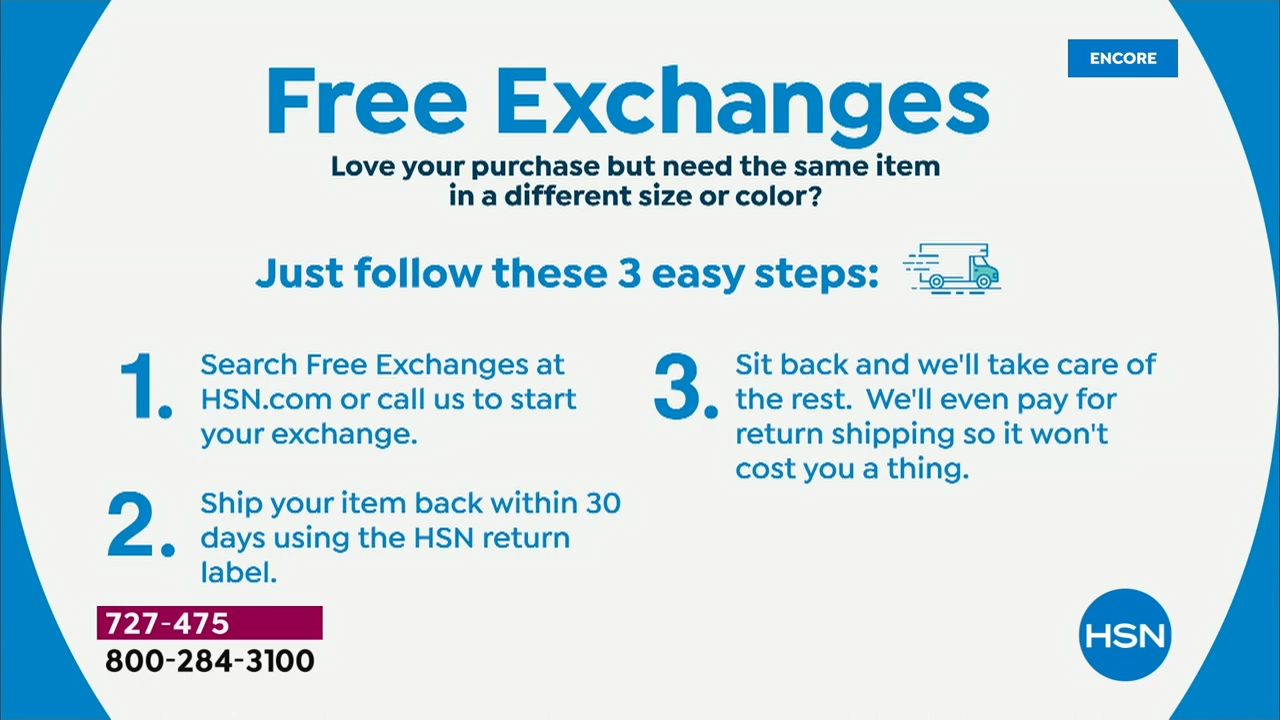 ENCORE
Free Exchanges
Love your purchase but need the same item
in a different size or color?
Just follow these 3 easy steps:
1. Search Free Exchanges at
HSN.com or call us to start
your exchange.
2. Ship your item back within 30
days using the HSN return
label.
3. Sit back and we'll take care of
the rest.  We'll even pay for
return shipping so it won't
cost you a thing.
727-475
800-284-3100
HSN